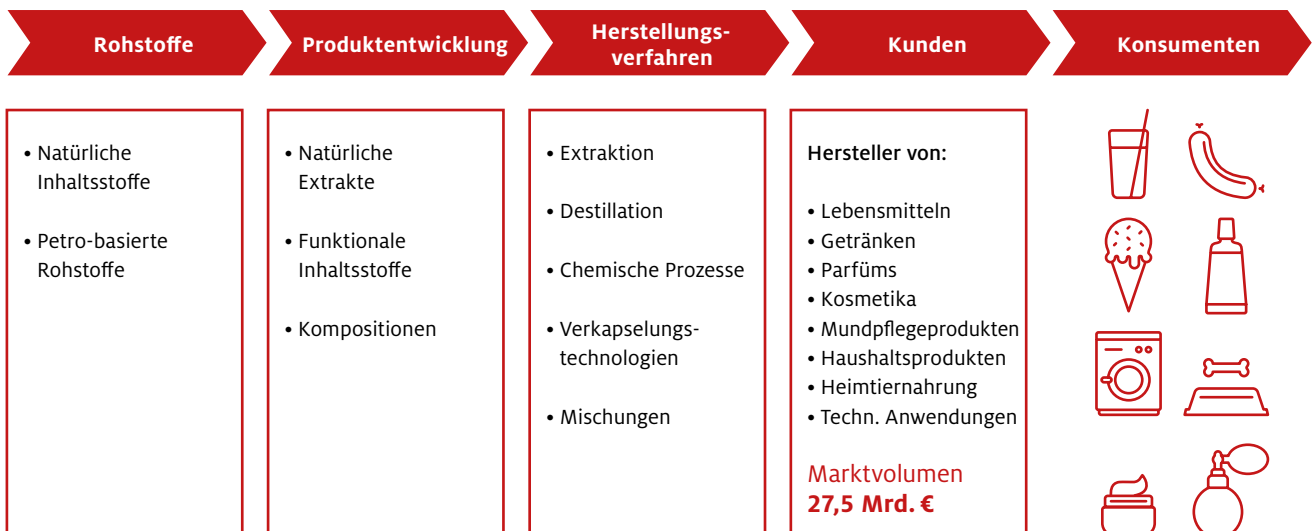 Rohstoffe
Produktentwicklung
Herstellungs-
verfahren
Kunden
Konsumenten
• Natürliche
Inhaltsstoffe
• Petro-basierte
Rohstoffe
• Natürliche
Extrakte
• Funktionale
Inhaltsstoffe
• Kompositionen
• Extraktion
• Destillation
• Chemische Prozesse
• Verkapselungs-
technologien
• Mischungen
Hersteller von:
• Lebensmitteln
• Getränken
• Parfüms
• Kosmetika
• Mundpflegeprodukten
• Haushaltsprodukten
• Heimtiernahrung
• Techn. Anwendungen
Marktvolumen
27,5 Mrd. €